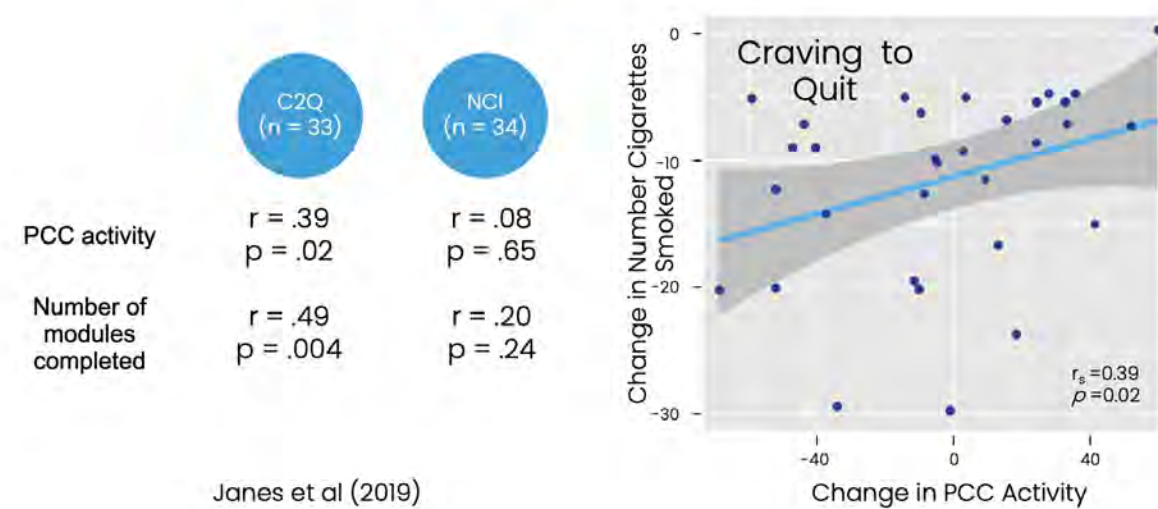 C2Q
(n = 33)
NCI
(n = 34)
PCC activity
r = .39
p = .02
r = .08
p = .65
Number of
modules
completed
r = .49
p = .004
r = .20
p = .24
Janes et al (2019)
Craving to
Quit
Change in Number Cigarettes
Smoked
0
-10
-20
-30
rₛ =0.39
p =0.02
-40
0
40
Change in PCC Activity